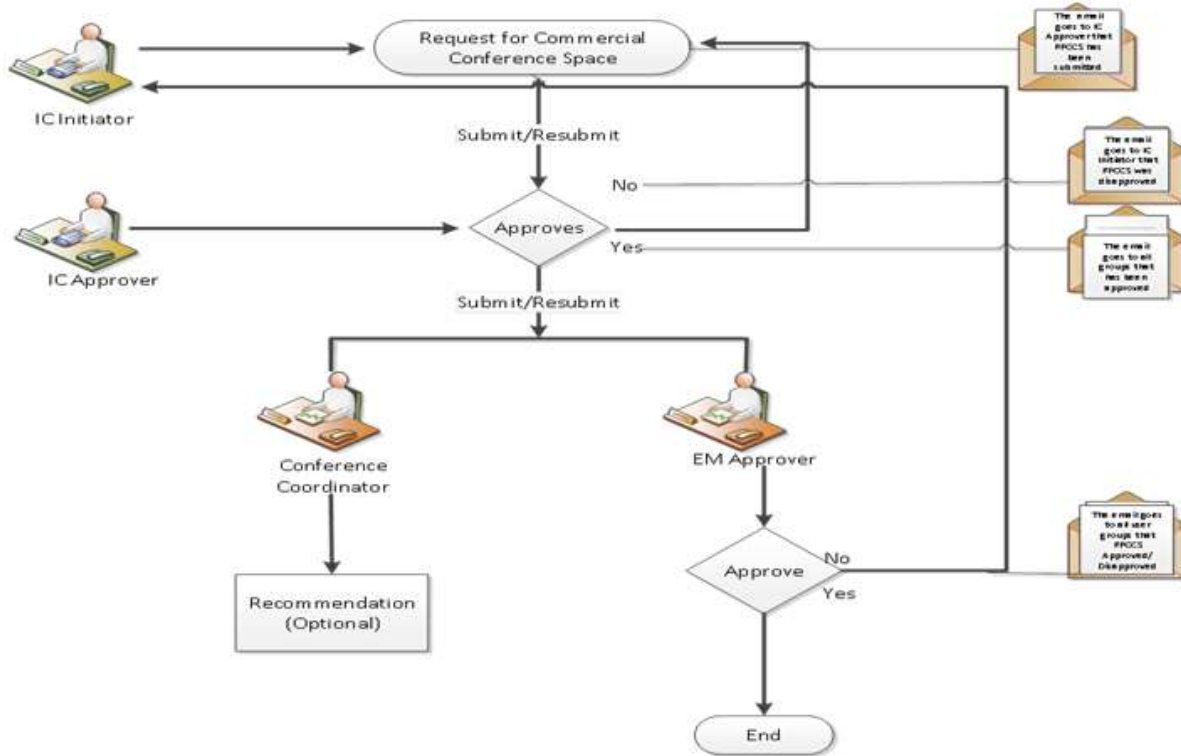 Request for Commercial
Conference Space
The email
goes to IC
Approver that
PPCCS has
been
submitted
IC Initiator
Submit/Resubmit
The email
goes to IC
Initiator that
PPCCS was
disapproved
No
Approves
Yes
IC Approver
The email
goes to all
groups that
has been
approved
Submit/Resubmit
Conference
Coordinator
EM Approver
The email goes
to all user
groups that
PPCCS
Approved/
Disapproved
No
Approve
Yes
Recommendation
(Optional)
End